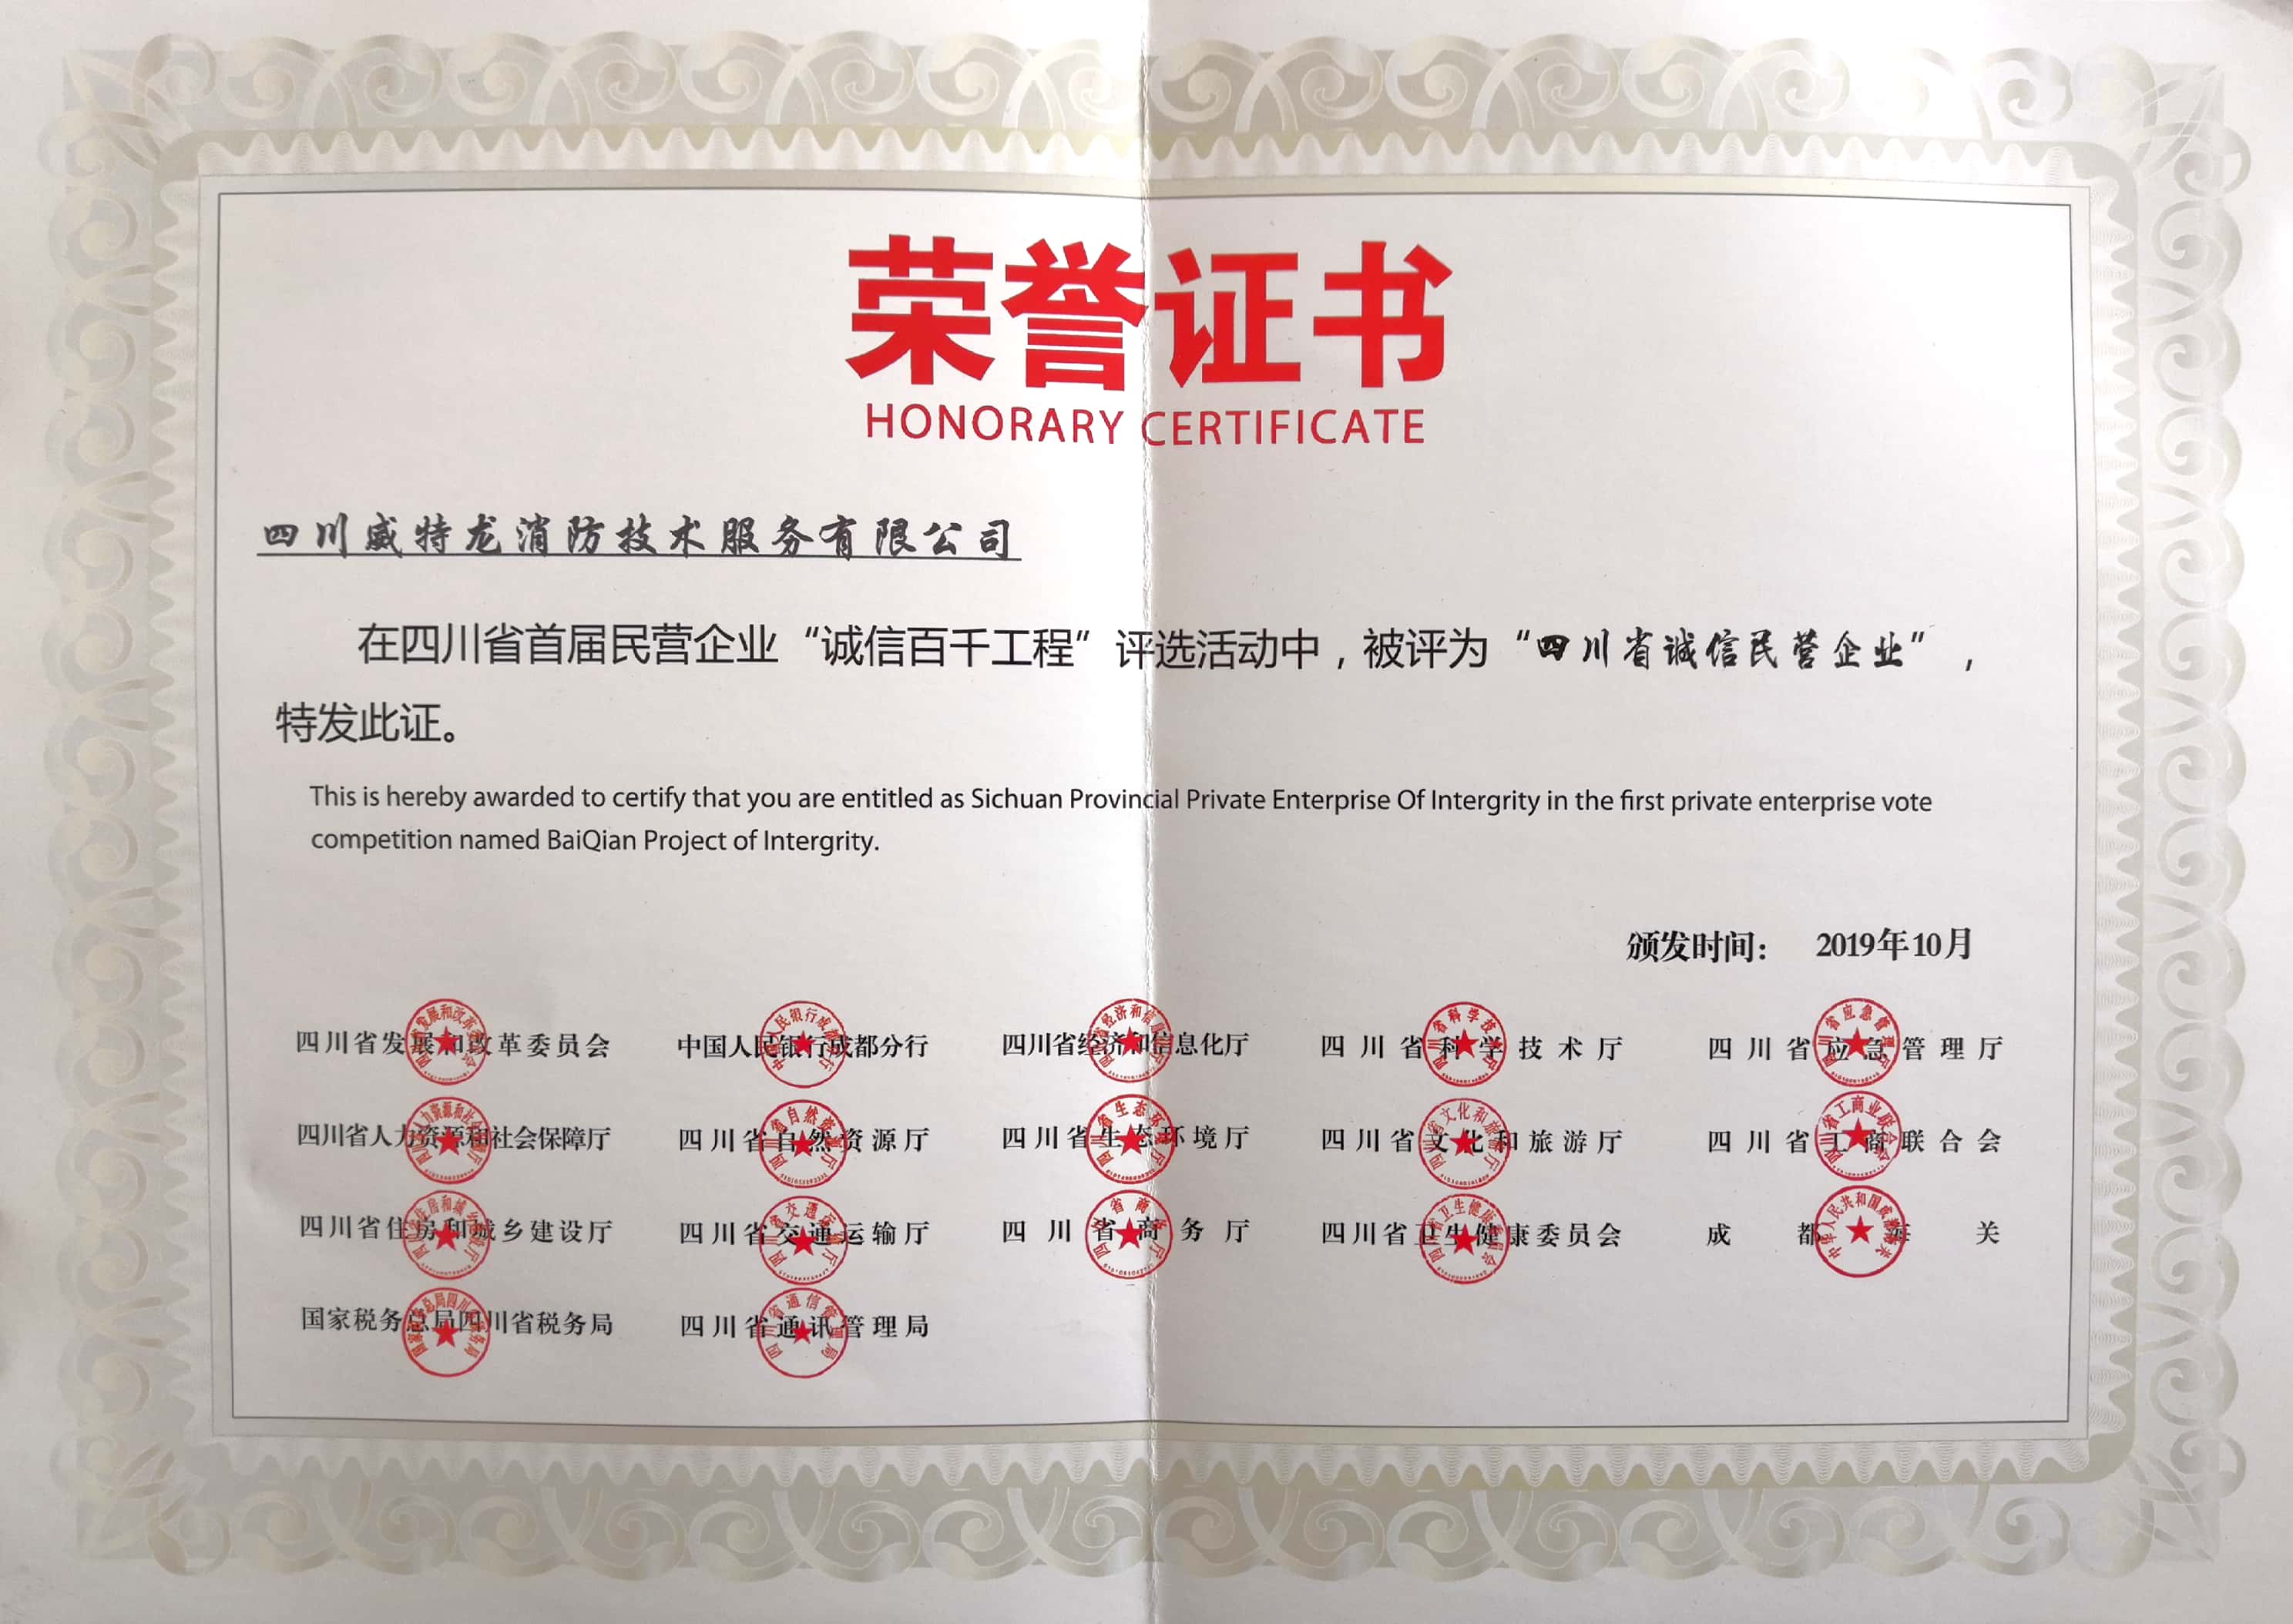 荣誉证书
HONORARY CERTIFICATE
四川威特龙消防技术服务有限公司
在四川省首届民营企业“诚信百千工程”评选活动中，被评为“四川省诚信民营企业”，
特发此证。
This is hereby awarded to certify that you are entitled as Sichuan Provincial Private Enterprise Of Intergrity in the first private enterprise vote
competition named BaiQian Project of Intergrity.
颁发时间： 2019年10月
四川省发展和改革委员会 中国人民银行成都分行 四川省经济和信息化厅 四川省科学技术厅 四川省应急管理厅
四川省人力资源和社会保障厅 四川省自然资源厅 四川省生态环境厅 四川省文化和旅游厅 四川省工商联合会
四川省住房和城乡建设厅 四川省交通运输厅 四川省商务厅 四川省卫生健康委员会 成都海关
国家税务总局四川省税务局 四川省通讯管理局